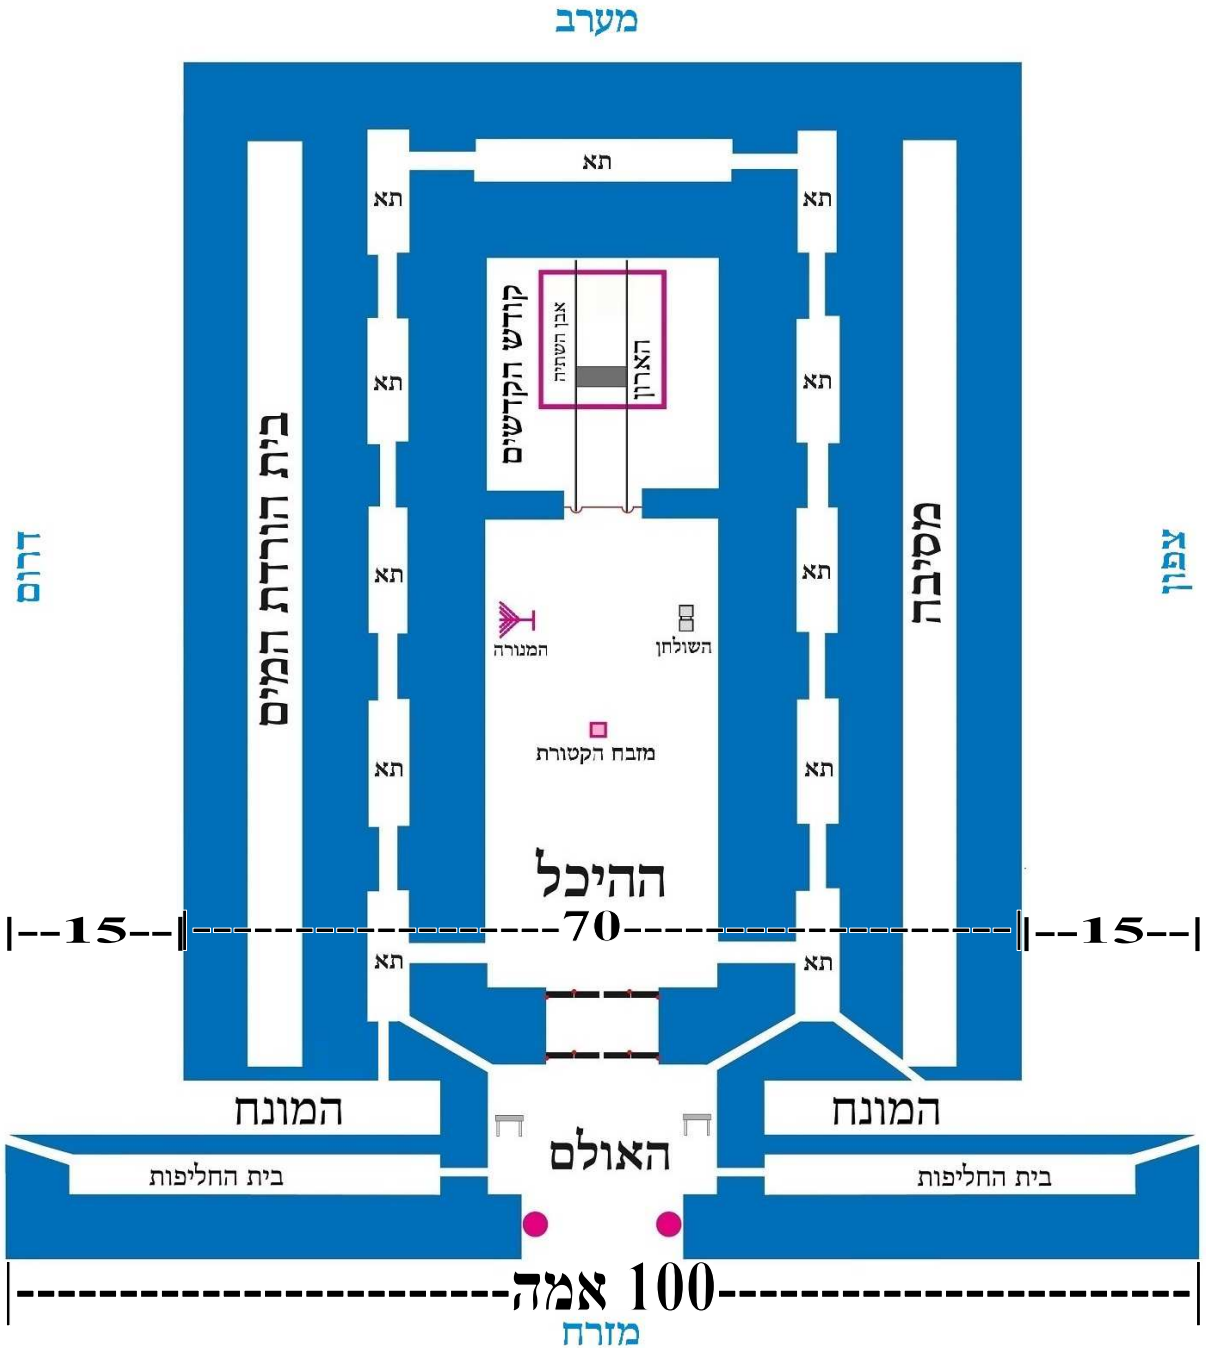 מערב
תא
תא
תא
קודש הקדשים
אבן השתיה
הארון
תא
תא
בית הורדת המים
מסיבה
דרום
צפון
תא
תא
המנורה
השולחן
מזבח הקטורת
תא
תא
ההיכל
15
70
15
תא
תא
המונח
המונח
האולם
בית החליפות
בית החליפות
100 אמה
מזרח